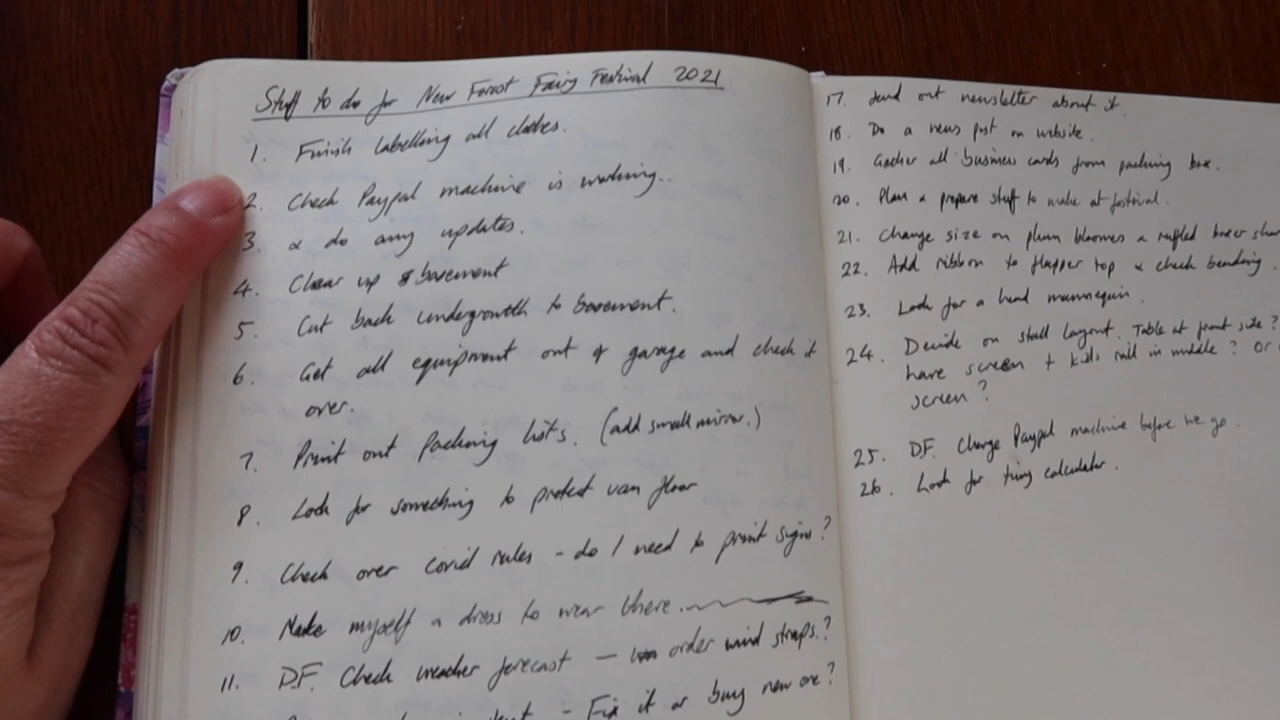 Stuff to do for New Forest Fairy Festival 2021
1. Finish labelling all clothes.
2. Check Paypal machine is working..
3. & do any updates.
4. Clear up basement
5. Cut back undergrowth to basement.
6. Get all equipment out of garage and check it
over.
7. Print out packing lists. (add small mirror.)
8. Look for something to protect van floor
9. Check over covid rules - do I need to print signs?
10. Make myself a dress to wear there.
11. DF. Check weather forecast — order wind straps.?
- Fix it or buy new one?
17. Send out newsletter about it.
18. Do a news post on website.
19. Gather all business cards from packing box.
20. Plan & prepare stuff to make at festival.
21. Change size on plum bloomers & ruffled
22. Add ribbon to flapper top & check beading.
23. Look for a head mannequin.
24. Decide on stall layout. Table at front side?
have screen + kids rail in middle? Or
screen?
25. DF. Charge Paypal machine before we go.
26. Look for tiny calculator.